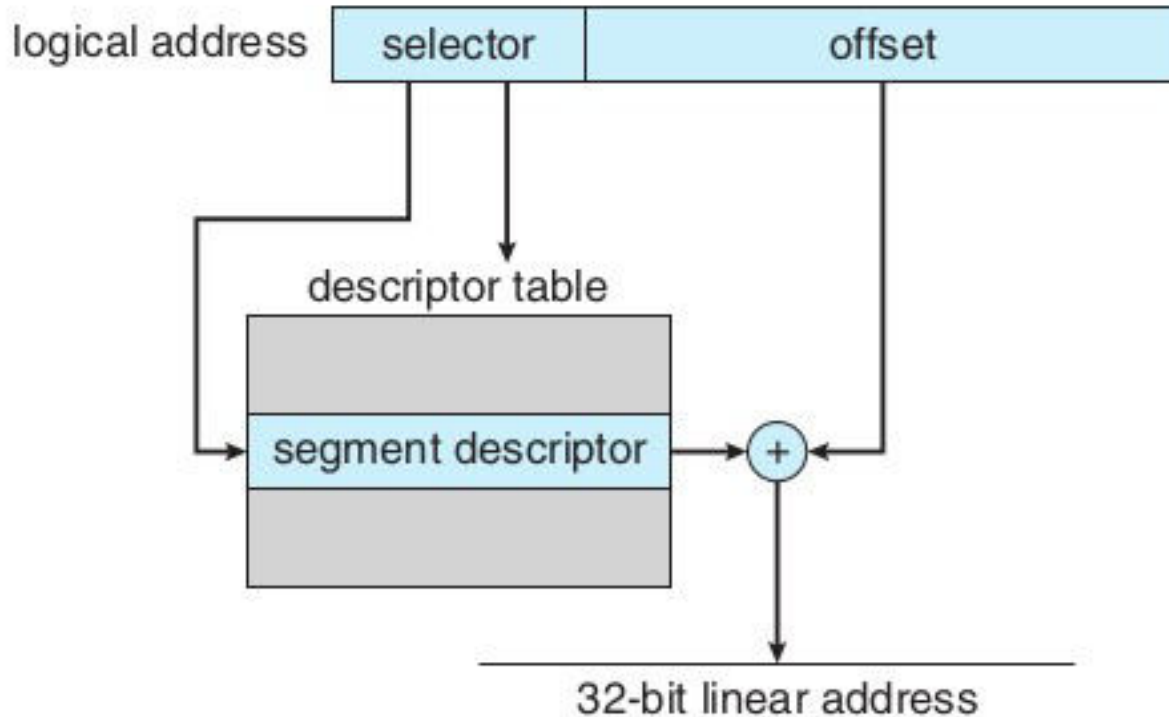 logical address selector offset
descriptor table
segment descriptor +
32-bit linear address